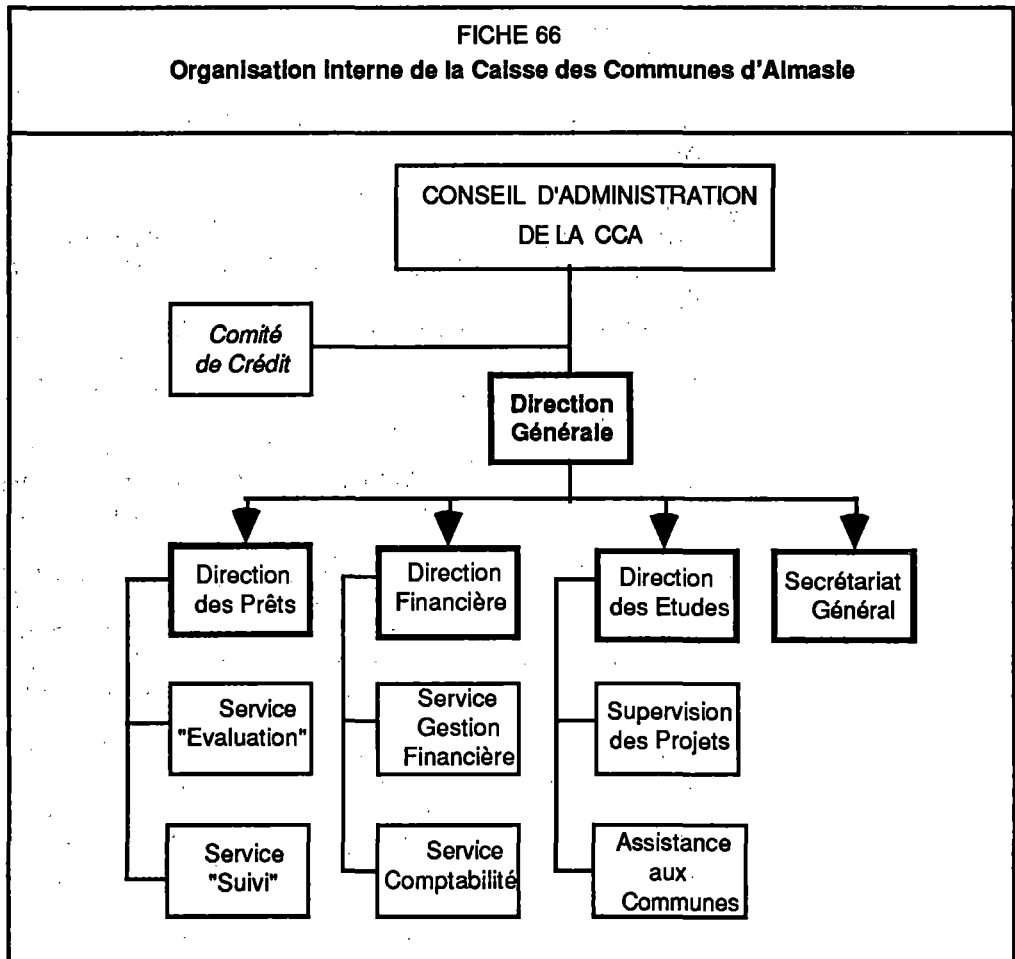 FICHE 66
Organisation Interne de la Caisse des Communes d'Almasie
CONSEIL D'ADMINISTRATION
DE LA CCA
Comité
de Crédit
Direction
Générale
Direction
des Prêts
Direction
Financière
Direction
des Etudes
Secrétariat
Général
Service
"Evaluation"
Service
Gestion
Financière
Supervision
des Projets
Service
"Suivi"
Service
Comptabilité
Assistance
aux
Communes